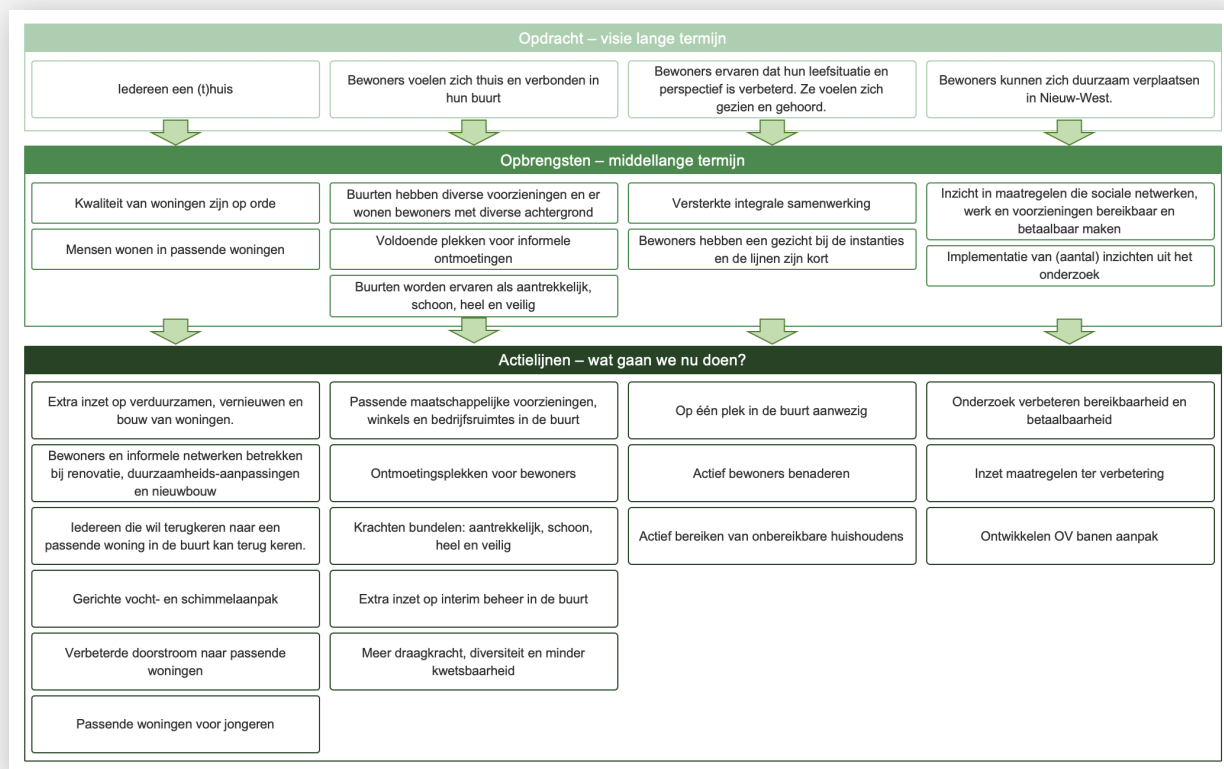 Opdracht – visie lange termijn
Iedereen een (t)huis
Bewoners voelen zich thuis en verbonden in
hun buurt
Bewoners ervaren dat hun leefsituatie en
perspectief is verbeterd. Ze voelen zich
gezien en gehoord.
Bewoners kunnen zich duurzaam verplaatsen
in Nieuw-West.
Opbrengsten – middellange termijn
Kwaliteit van woningen zijn op orde
Mensen wonen in passende woningen
Buurten hebben diverse voorzieningen en er
wonen bewoners met diverse achtergrond
Voldoende plekken voor informele
ontmoetingen
Buurten worden ervaren als aantrekkelijk,
schoon, heel en veilig
Versterkte integrale samenwerking
Bewoners hebben een gezicht bij de instanties
en de lijnen zijn kort
Inzicht in maatregelen die sociale netwerken,
werk en voorzieningen bereikbaar en
betaalbaar maken
Implementatie van (aantal) inzichten uit het
onderzoek
Actielijnen – wat gaan we nu doen?
Extra inzet op verduurzamen, vernieuwen en
bouw van woningen.
Bewoners en informele netwerken betrekken
bij renovatie, duurzaamheids-aanpassingen
en nieuwbouw
Iedereen die wil terugkeren naar een
passende woning in de buurt kan terug keren.
Gerichte vocht- en schimmelaanpak
Verbeterde doorstroom naar passende
woningen
Passende woningen voor jongeren
Passende maatschappelijke voorzieningen,
winkels en bedrijfsruimtes in de buurt
Ontmoetingsplekken voor bewoners
Krachten bundelen: aantrekkelijk, schoon,
heel en veilig
Extra inzet op interim beheer in de buurt
Meer draagkracht, diversiteit en minder
kwetsbaarheid
Op één plek in de buurt aanwezig
Actief bewoners benaderen
Actief bereiken van onbereikbare huishoudens
Onderzoek verbeteren bereikbaarheid en
betaalbaarheid
Inzet maatregelen ter verbetering
Ontwikkelen OV banen aanpak